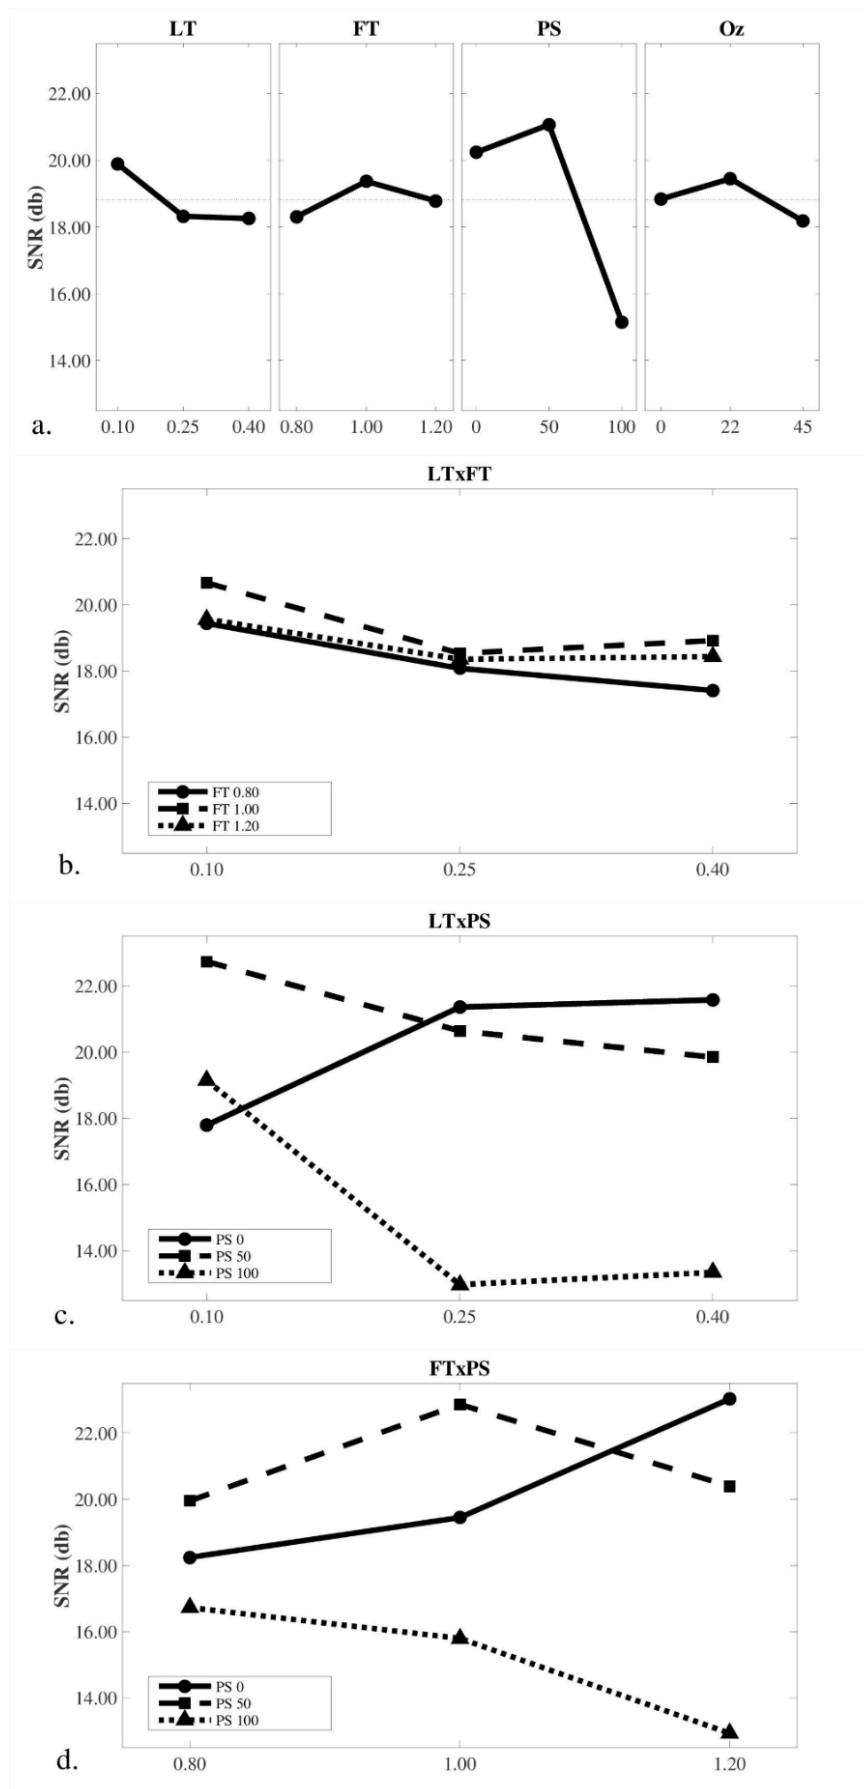 LT FT PS Oz
22.00
20.00
18.00
16.00
14.00
SNR (db)
0.10 0.25 0.40 0.80 1.00 1.20 0 50 100 0 22 45
a.
LTxFT
22.00
20.00
18.00
16.00
14.00
SNR (db)
FT 0.80
FT 1.00
FT 1.20
0.10 0.25 0.40
b.
LTxPS
22.00
20.00
18.00
16.00
14.00
SNR (db)
PS 0
PS 50
PS 100
0.10 0.25 0.40
c.
FTxPS
22.00
20.00
18.00
16.00
14.00
SNR (db)
PS 0
PS 50
PS 100
0.80 1.00 1.20
d.